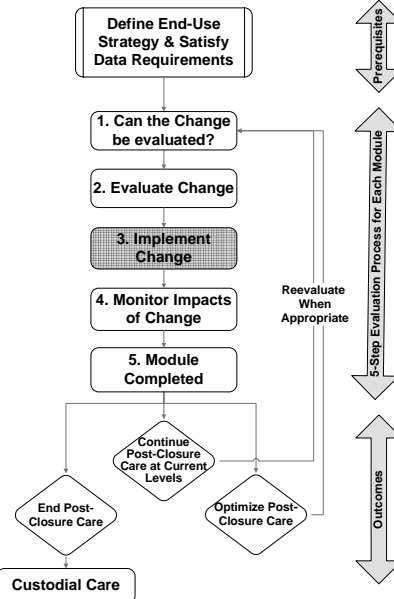 Define End-Use
Strategy & Satisfy
Data Requirements
Prerequisites
1. Can the Change
be evaluated?
2. Evaluate Change
3. Implement
Change
4. Monitor Impacts
of Change
5. Module
Completed
Reevaluate
When
Appropriate
5-Step Evaluation Process for Each Module
Continue
Post-Closure
Care at Current
Levels
End Post-
Closure Care
Optimize Post-
Closure Care
Outcomes
Custodial Care